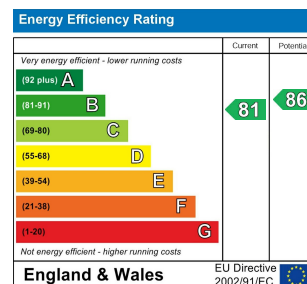 Energy Efficiency Rating
Current Potentia
Very energy efficient - lower running costs
(92 plus) A
(81-91) B
(69-80) C
(55-68) D
(39-54) E
(21-38) F
(1-20) G
81
86
Not energy efficient - higher running costs
England & Wales
EU Directive
2002/91/EC